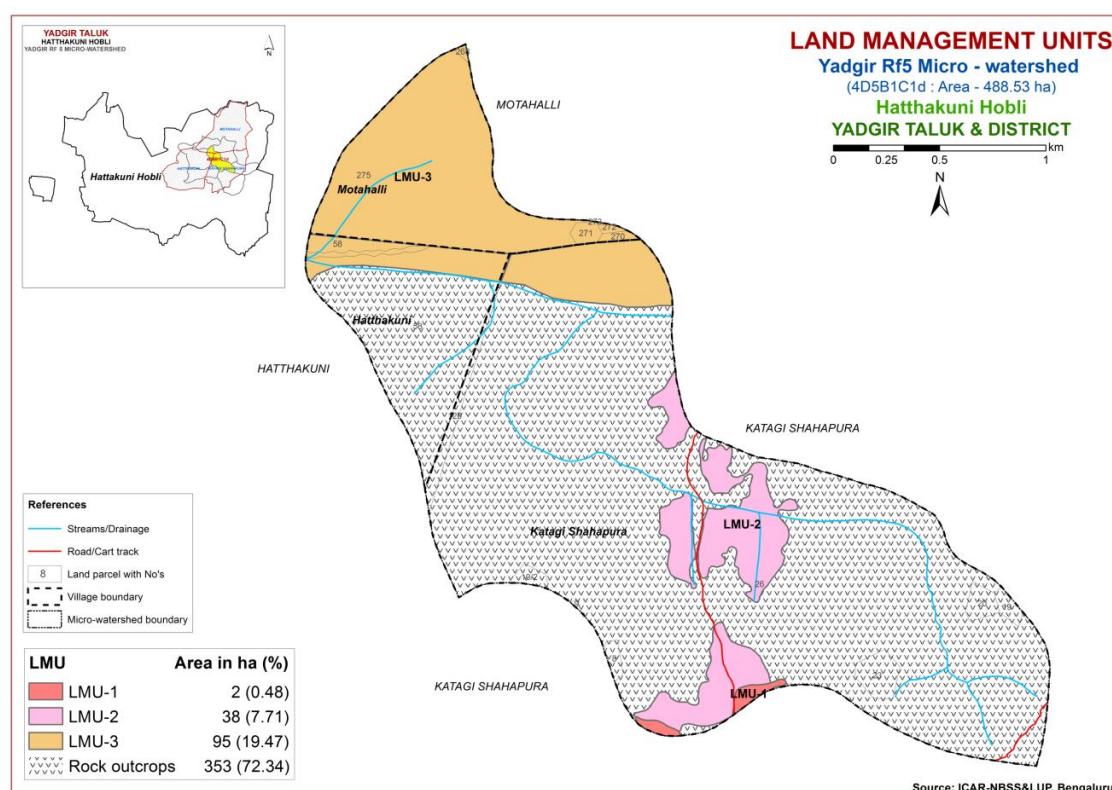 YADGIR TALUK
HATTAKUNI HOBLI
YADGIR RF 5 MICRO-WATERSHED
N
MOTAHALLI
Hattakuni Hobli
LAND MANAGEMENT UNITS
Yadgir Rf5 Micro - watershed
(4D5B1C1d : Area - 488.53 ha)
Hatthakuni Hobli
YADGIR TALUK & DISTRICT
km
0 0.25 0.5 1
N
MOTAHALLI
275
LMU-3
Motahalli
272
271
270
58
Hatthakuni
HATTHAKUNI
KATAGI SHAHAPURA
LMU-2
Katagi Shahapura
26
KATAGI SHAHAPURA
LMU-1
References
Streams/Drainage
Road/Cart track
8 Land parcel with No's
Village boundary
Micro-watershed boundary
LMU Area in ha (%)
LMU-1 2 (0.48)
LMU-2 38 (7.71)
LMU-3 95 (19.47)
Rock outcrops 353 (72.34)
Source: ICAR-NBSS&LUP, Bengaluru